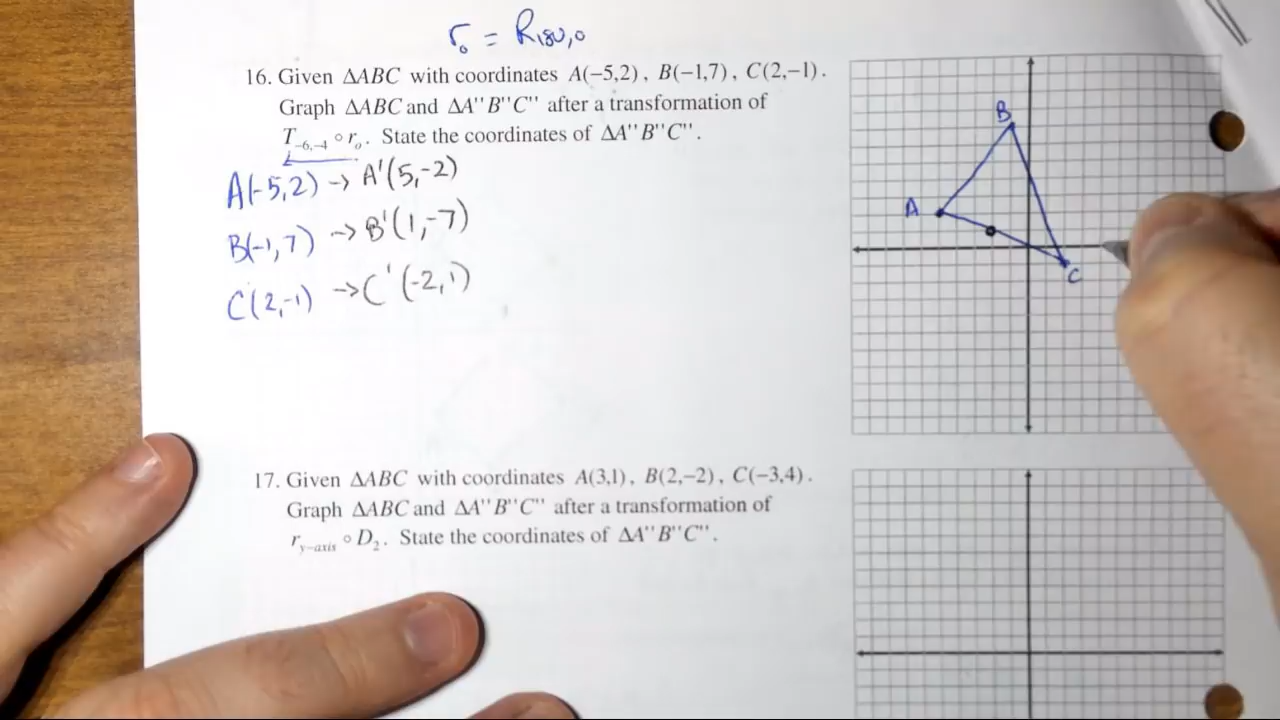 r₀ = R₁₈₀,₀
16. Given ΔABC with coordinates A(−5,2), B(−1,7), C(2,−1).
Graph ΔABC and ΔA''B''C'' after a transformation of
T₋₆,₋₄ ∘ rₒ. State the coordinates of ΔA''B''C''.
A(-5,2) → A'(5,-2)
B(-1,7) → B'(1,-7)
C(2,-1) → C'(-2,1)
B
A
C
17. Given ΔABC with coordinates A(3,1), B(2,−2), C(−3,4).
Graph ΔABC and ΔA''B''C'' after a transformation of
r_y−axis ∘ D₂. State the coordinates of ΔA''B''C''.